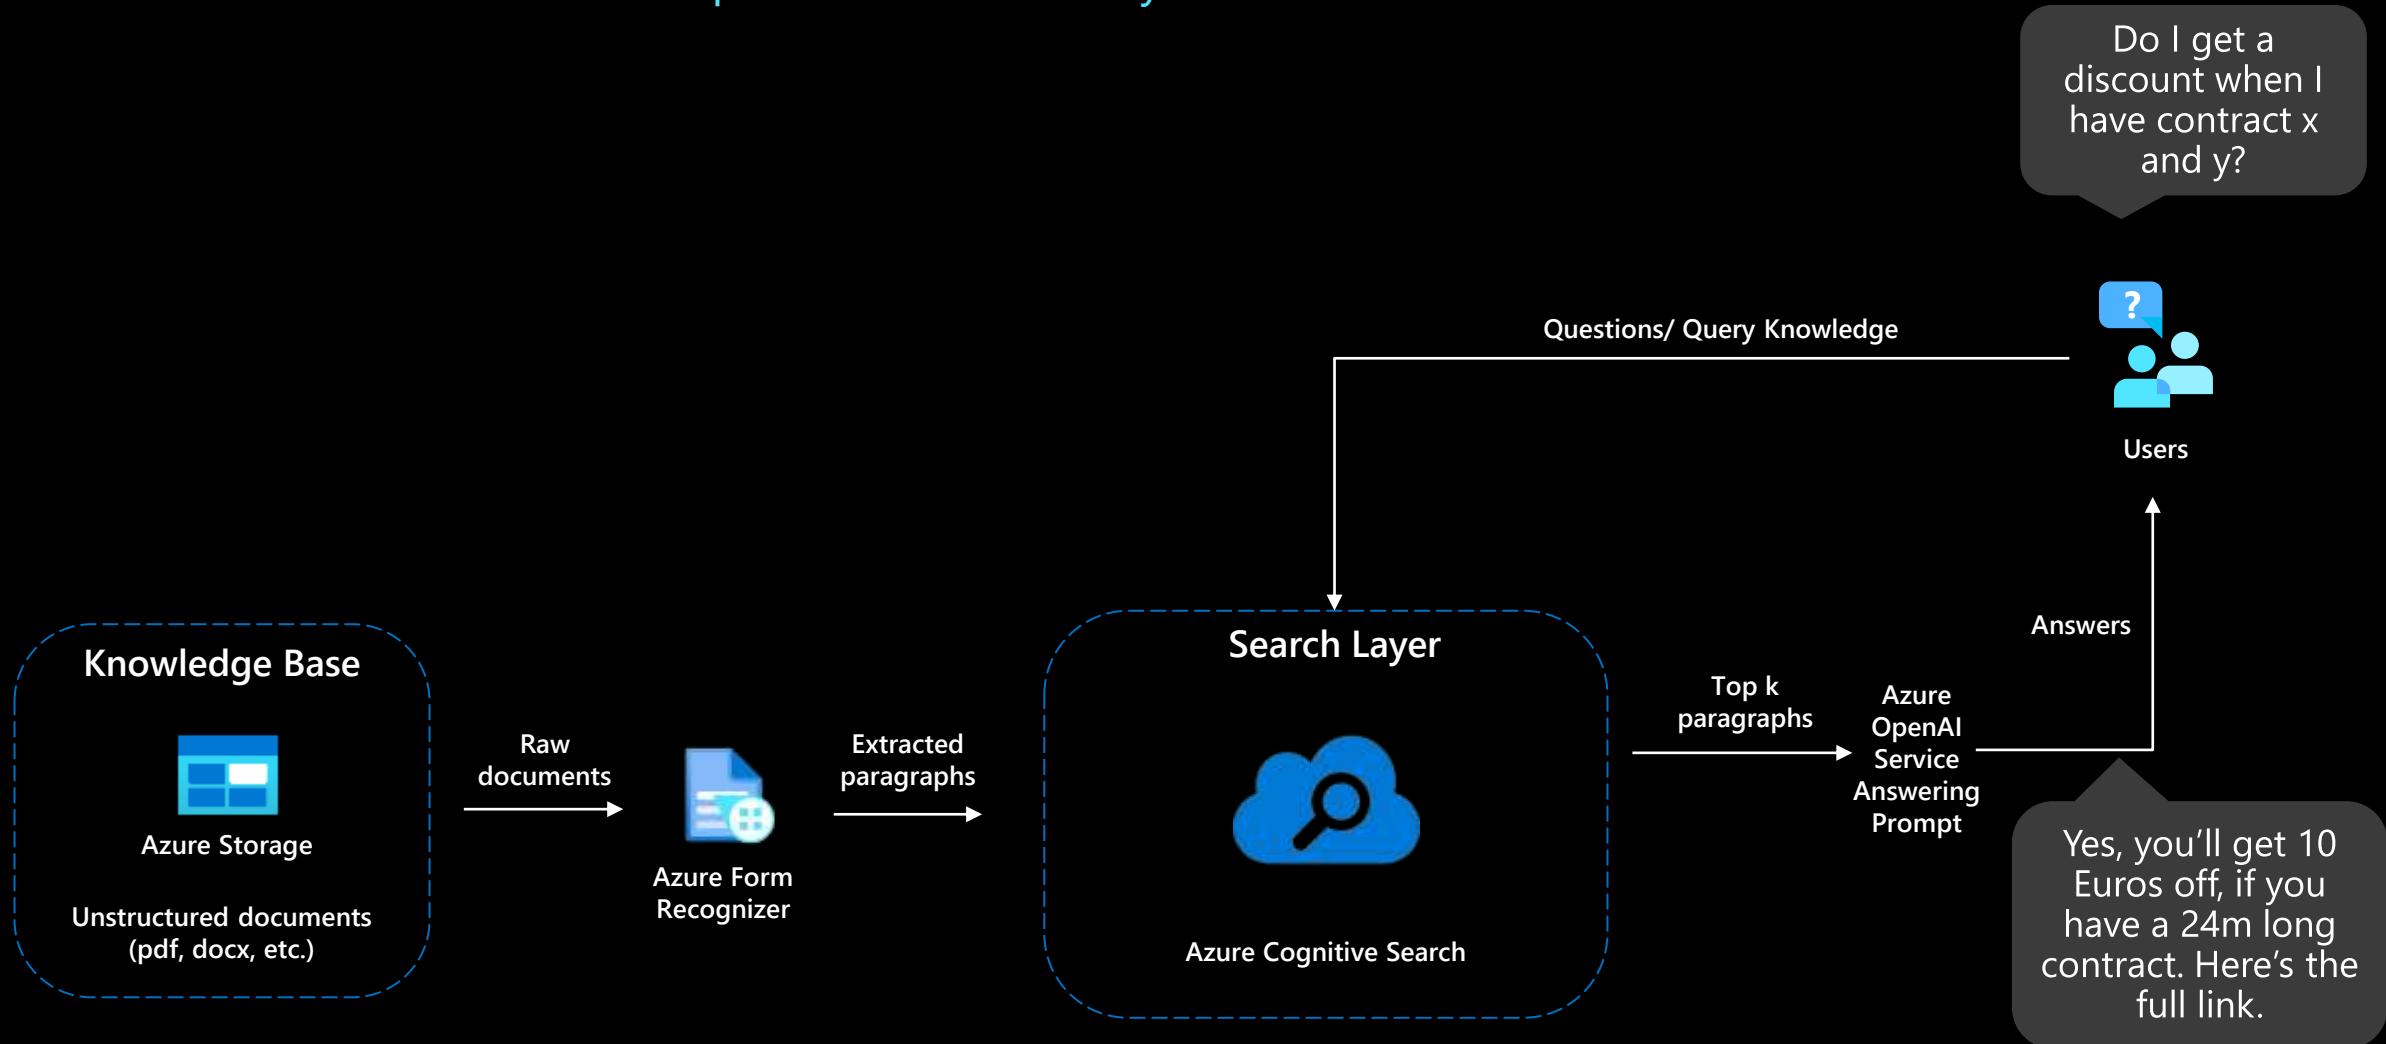 Do I get a
discount when I
have contract x
and y?
?
Questions/ Query Knowledge
Users
Answers
Knowledge Base
Azure Storage
Unstructured documents
(pdf, docx, etc.)
Raw
documents
Azure Form
Recognizer
Extracted
paragraphs
Search Layer
Azure Cognitive Search
Top k
paragraphs
Azure
OpenAI
Service
Answering
Prompt
Yes, you’ll get 10
Euros off, if you
have a 24m long
contract. Here’s the
full link.